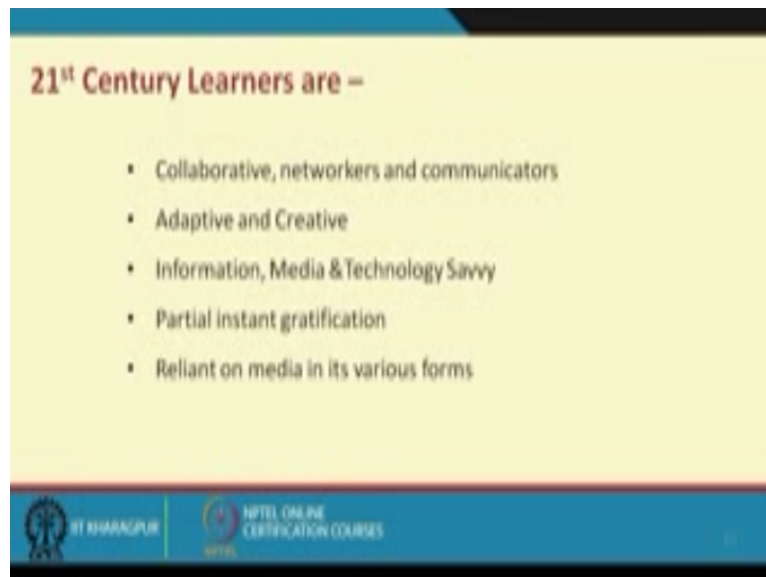 21st Century Learners are –
• Collaborative, networkers and communicators
• Adaptive and Creative
• Information, Media & Technology Savvy
• Partial instant gratification
• Reliant on media in its various forms
IIT KHARAGPUR
NPTEL ONLINE
CERTIFICATION COURSES
NPTEL